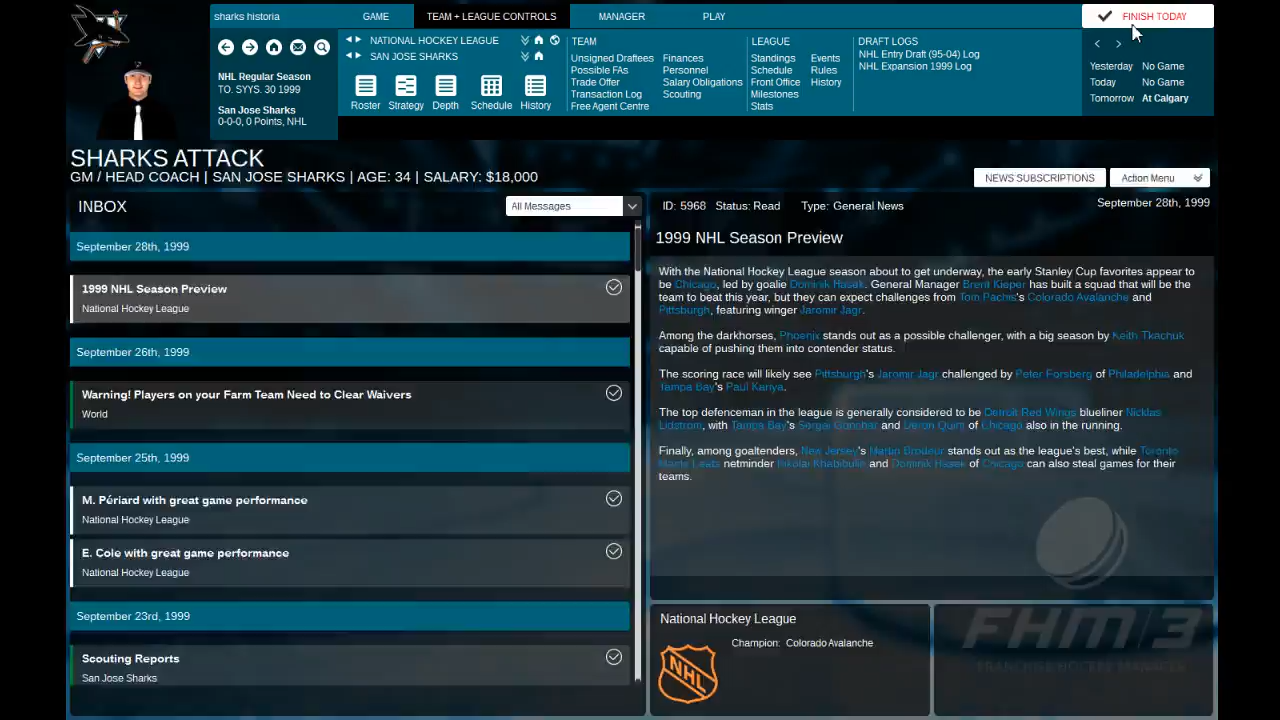 sharks historia
GAME
TEAM + LEAGUE CONTROLS
MANAGER
PLAY
FINISH TODAY
NHL Regular Season
TO. SYYS. 30 1999
San Jose Sharks
0-0-0, 0 Points, NHL
NATIONAL HOCKEY LEAGUE
SAN JOSE SHARKS
Roster Strategy Depth Schedule History
TEAM
Unsigned Draftees Finances
Possible FAs Personnel
Trade Offer Salary Obligations
Transaction Log Scouting
Free Agent Centre
LEAGUE
Standings Events
Schedule Rules
Front Office History
Milestones
Stats
DRAFT LOGS
NHL Entry Draft (95-04) Log
NHL Expansion 1999 Log
Yesterday No Game
Today No Game
Tomorrow At Calgary
SHARKS ATTACK
GM / HEAD COACH | SAN JOSE SHARKS | AGE: 34 | SALARY: $18,000
NEWS SUBSCRIPTIONS
Action Menu
INBOX
All Messages
September 28th, 1999
1999 NHL Season Preview
National Hockey League
September 26th, 1999
Warning! Players on your Farm Team Need to Clear Waivers
World
September 25th, 1999
M. Périard with great game performance
National Hockey League
E. Cole with great game performance
National Hockey League
September 23rd, 1999
Scouting Reports
San Jose Sharks
ID: 5968 Status: Read Type: General News
September 28th, 1999
1999 NHL Season Preview
With the National Hockey League season about to get underway, the early Stanley Cup favorites appear to
be Chicago, led by goalie Dominik Hasek. General Manager Brent Kieper has built a squad that will be the
team to beat this year, but they can expect challenges from Tom Pachis's Colorado Avalanche and
Pittsburgh, featuring winger Jaromir Jagr.
Among the darkhorses, Phoenix stands out as a possible challenger, with a big season by Keith Tkachuk
capable of pushing them into contender status.
The scoring race will likely see Pittsburgh's Jaromir Jagr challenged by Peter Forsberg of Philadelphia and
Tampa Bay's Paul Kariya.
The top defenceman in the league is generally considered to be Detroit Red Wings blueliner Nicklas
Lidstrom, with Tampa Bay's Sergei Gonchar and Deron Quint of Chicago also in the running.
Finally, among goaltenders, New Jersey's Martin Brodeur stands out as the league's best, while Toronto
Maple Leafs netminder Nikolai Khabibulin and Dominik Hasek of Chicago can also steal games for their
teams.
National Hockey League
Champion: Colorado Avalanche
NHL
FHM 3
FRANCHISE HOCKEY MANAGER